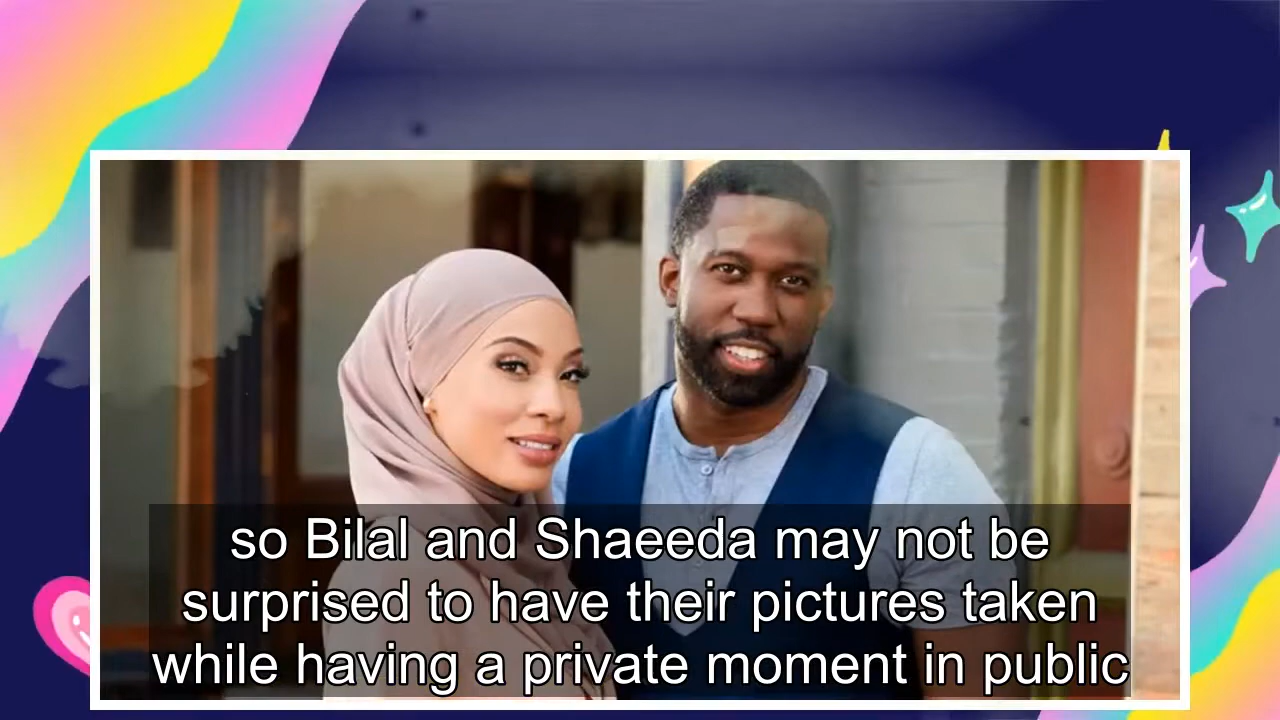 so Bilal and Shaeeda may not be
surprised to have their pictures taken
while having a private moment in public